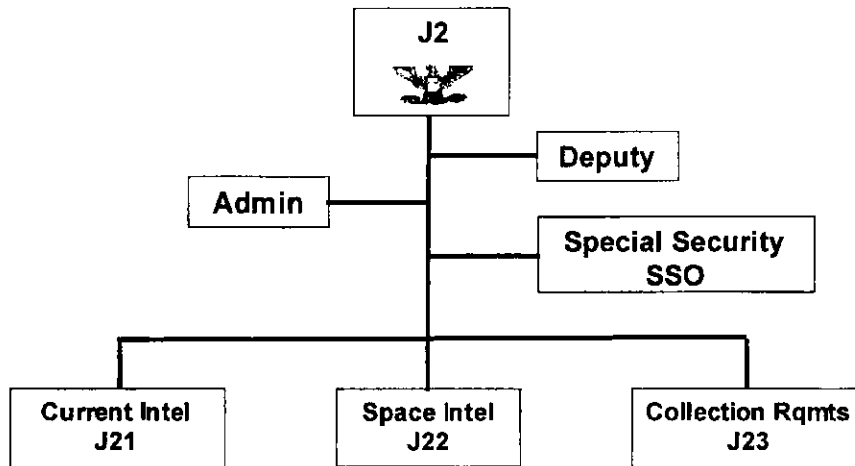 J2
Deputy
Admin
Special Security
SSO
Current Intel
J21
Space Intel
J22
Collection Rqmts
J23